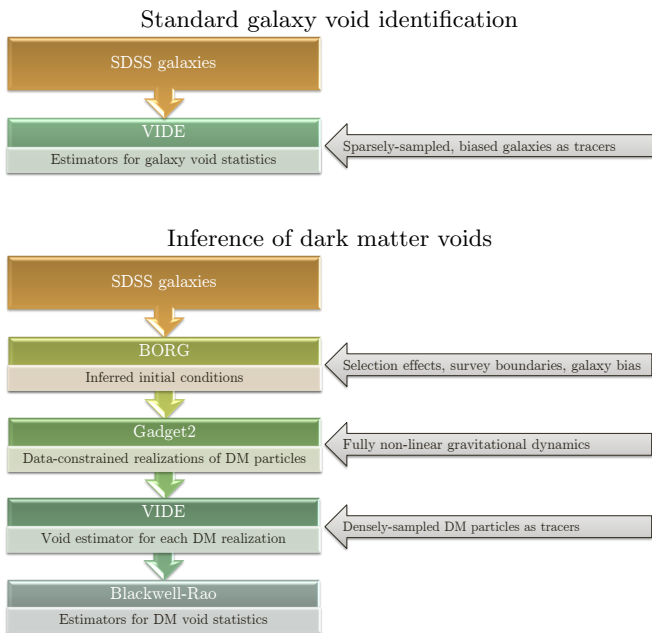 Standard galaxy void identification
SDSS galaxies
VIDE
Estimators for galaxy void statistics
Sparsely-sampled, biased galaxies as tracers
Inference of dark matter voids
SDSS galaxies
BORG
Inferred initial conditions
Selection effects, survey boundaries, galaxy bias
Gadget2
Data-constrained realizations of DM particles
Fully non-linear gravitational dynamics
VIDE
Void estimator for each DM realization
Densely-sampled DM particles as tracers
Blackwell-Rao
Estimators for DM void statistics